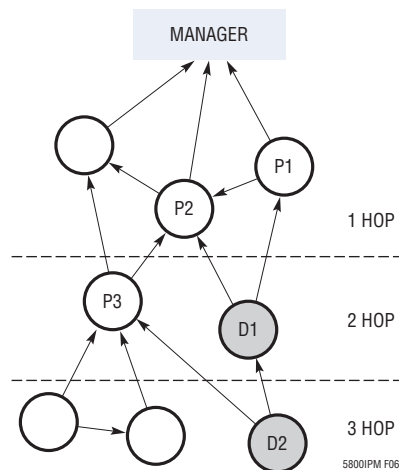 MANAGER
P1
P2
1 HOP
P3
D1
2 HOP
D2
3 HOP
5800IPM F06